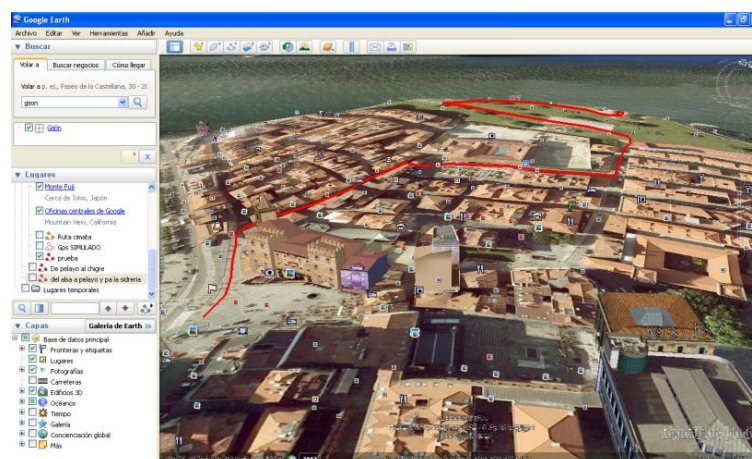 Google Earth
Archivo Editar Ver Herramientas Añadir Ayuda
Buscar
Volar a Buscar negocios Cómo llegar
Volar a p. ej., Paseo de la Castellana, 30 - 28
gijon
Gijón
Lugares
Monte Fuji
Cerca de Tokio, Japón
Oficinas centrales de Google
Mountain View, California
Ruta cimata
Gps SIMULADO
prueba
De pelayo al chigre
del alsa a pelayo y pa la sidreria
Lugares temporales
Capas Galería de Earth >>
Base de datos principal
Fronteras y etiquetas
Lugares
Fotografías
Carreteras
Edificios 3D
Océanos
Tiempo
Galería
Concienciación global
Más